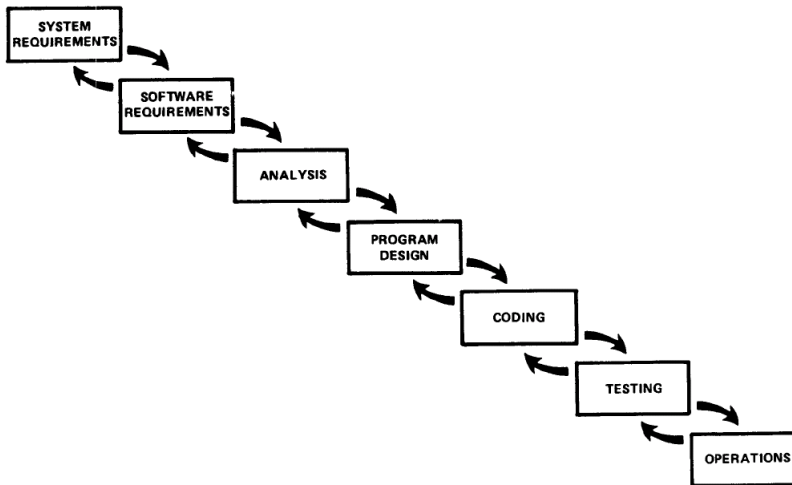 SYSTEM
REQUIREMENTS
SOFTWARE
REQUIREMENTS
ANALYSIS
PROGRAM
DESIGN
CODING
TESTING
OPERATIONS